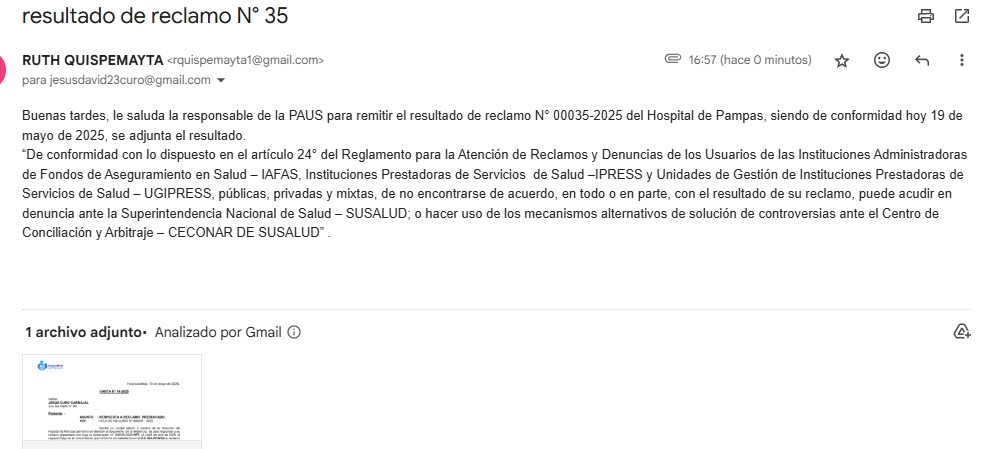 resultado de reclamo N° 35
RUTH QUISPEMAYTA <rquispemayta1@gmail.com>
16:57 (hace 0 minutos)
para jesusdavid23curo@gmail.com
Buenas tardes, le saluda la responsable de la PAUS para remitir el resultado de reclamo N° 00035-2025 del Hospital de Pampas, siendo de conformidad hoy 19 de
mayo de 2025, se adjunta el resultado.
“De conformidad con lo dispuesto en el artículo 24° del Reglamento para la Atención de Reclamos y Denuncias de los Usuarios de las Instituciones Administradoras
de Fondos de Aseguramiento en Salud – IAFAS, Instituciones Prestadoras de Servicios de Salud –IPRESS y Unidades de Gestión de Instituciones Prestadoras de
Servicios de Salud – UGIPRESS, públicas, privadas y mixtas, de no encontrarse de acuerdo, en todo o en parte, con el resultado de su reclamo, puede acudir en
denuncia ante la Superintendencia Nacional de Salud – SUSALUD; o hacer uso de los mecanismos alternativos de solución de controversias ante el Centro de
Conciliación y Arbitraje – CECONAR DE SUSALUD” .
1 archivo adjunto• Analizado por Gmail
CARTA N° 14-2025
JESUS CURO CARBAJAL
Presente.-
ASUNTO : RESPUESTA A RECLAMO PRESENTADO